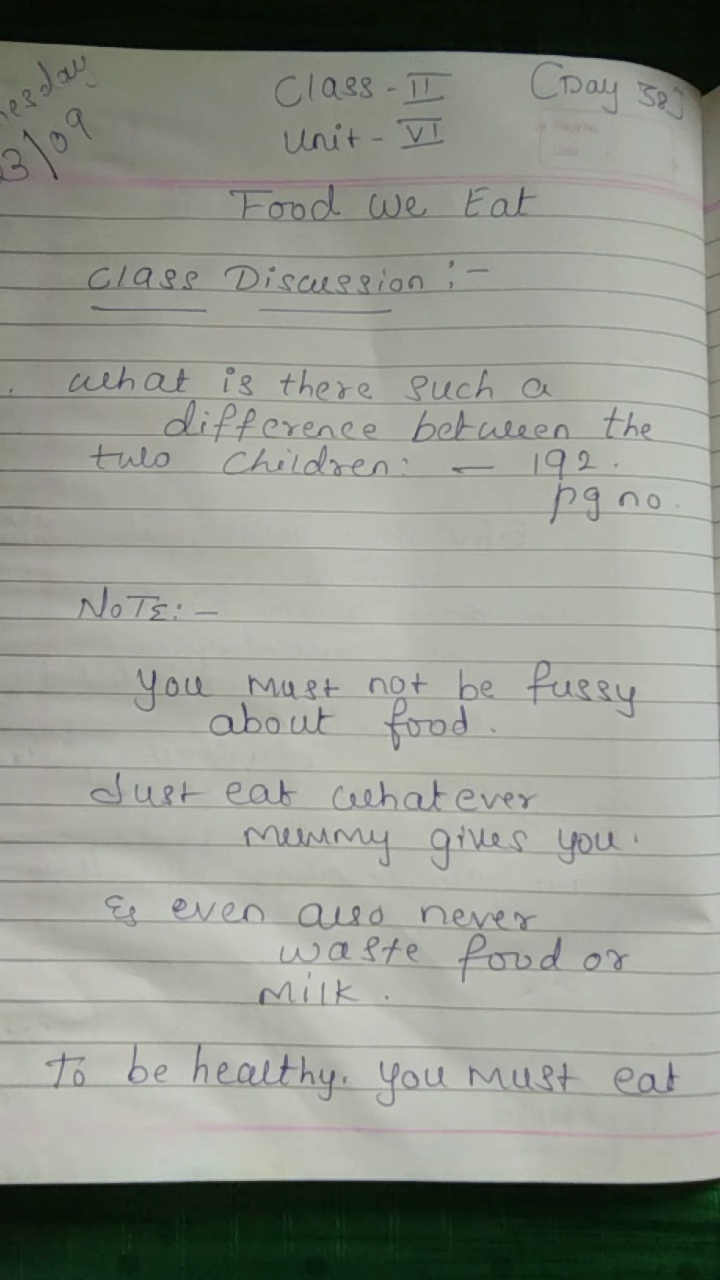 esday
3/09
Class - II
[Day 38]
Unit - VI
Food We Eat
Class Discussion :-
what is there such a
difference between the
two children: - 192.
pg no.
NOTE: -
you must not be fussy
about food.
Just eat whatever
mummy gives you.
& even also never
waste food or
milk.
To be healthy. you must eat